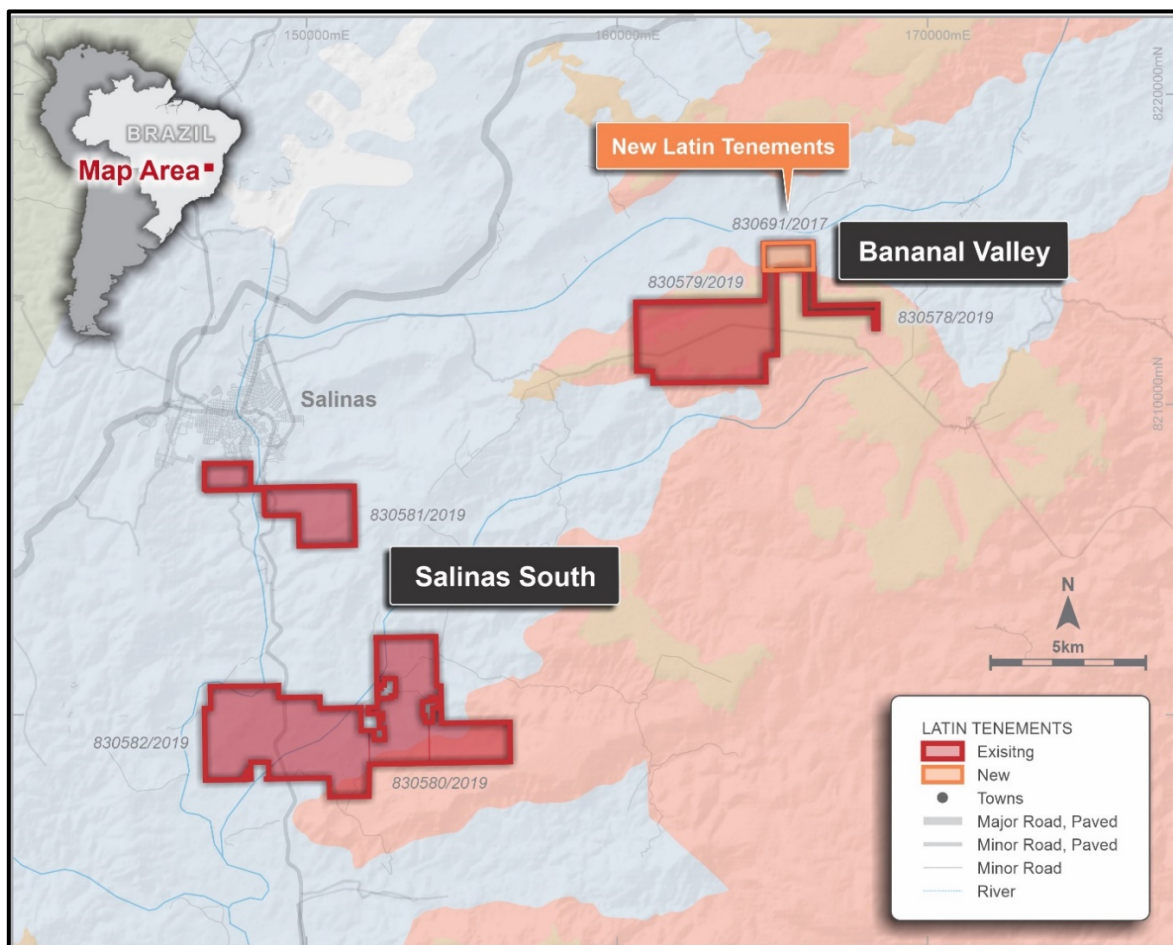 150000mE
160000mE
170000mE
8220000mN
BRAZIL
Map Area
New Latin Tenements
830691/2017
Bananal Valley
830579/2019
830578/2019
8210000mN
Salinas
830581/2019
Salinas South
N
5km
830582/2019
830580/2019
LATIN TENEMENTS
Exisitng
New
Towns
Major Road, Paved
Minor Road, Paved
Minor Road
River